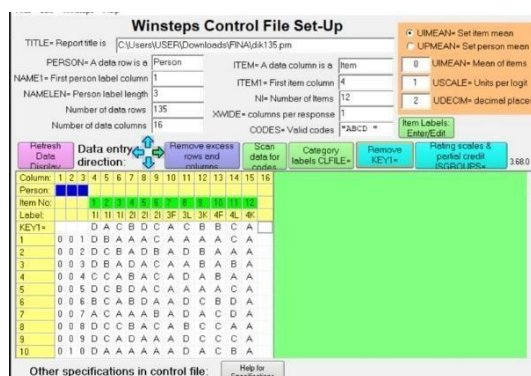 Winsteps Control File Set-Up
TITLE= Report title is C:\Users\USER\Downloads\FINA\dik135.prn
PERSON= A data row is a Person ITEM= A data column is a Item
NAME1= First person label column 1 ITEM1= First item column 4
NAMELEN= Person label length 3 NI= Number of Items 12
Number of data rows 135 XWIDE= columns per response 1
Number of data columns 16 CODES= Valid codes "ABCD "
UIMEAN= Set item mean
UPMEAN= Set person mean
0 UIMEAN= Mean of items
1 USCALE= Units per logit
2 UDECIM= decimal place
Item Labels: Enter/Edit
Refresh Data Display
Data entry direction:
Remove excess rows and columns
Scan data for codes
Category labels CLFILE=
Remove KEY1=
Rating scales & partial credit ISGROUPS=
3.68.0
Column: 1 2 3 4 5 6 7 8 9 10 11 12 13 14 15 16
Person:
Item No: 1 2 3 4 5 6 7 8 9 10 11 12
Label: 1I 1I 1I 2I 2I 2I 3F 3L 3K 4F 4L 4K
KEY1= D A C B D C A C B B C A
1 0 0 1 D B A A A C A A A A C A
2 0 0 2 D C B A D B D A B A A A
3 0 0 3 D B A D A C A A B A B A
4 0 0 4 C C A B A C D A B A A A
5 0 0 5 D C B D A C A A A A C A
6 0 0 6 B C A B D A A D C B D A
7 0 0 7 A C A A A B A D A C D A
8 0 0 8 D C C B A C A B C C A A
9 0 0 9 D C A D A A A D C D C A
10 0 1 0 D A A A A A D A C B A
Other specifications in control file:
Help for